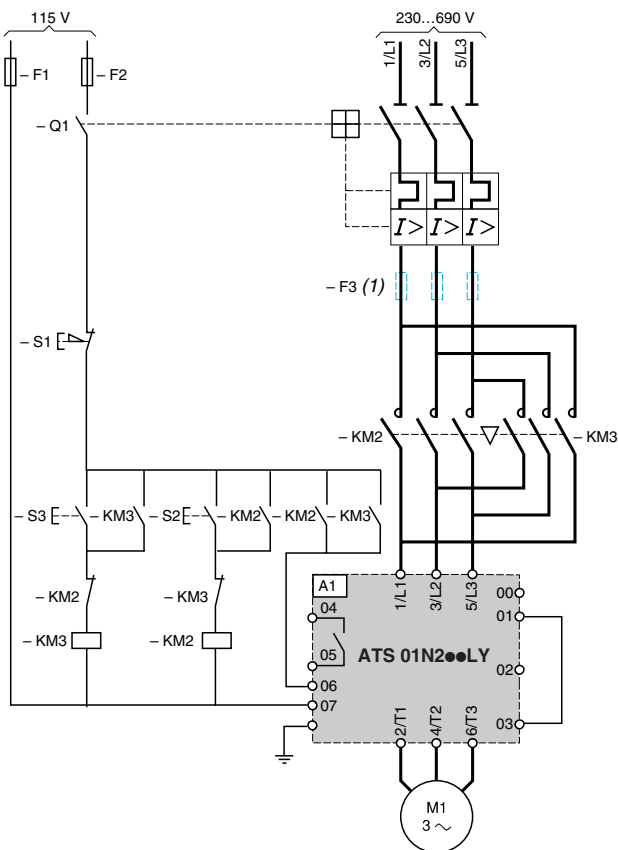 115 V
230...690 V
1/L1
3/L2
5/L3
– F1
– F2
– Q1
I>
I>
I>
– F3 (1)
– S1
– KM2
– KM3
– S3
– KM3
– S2
– KM2
– KM2
– KM3
– KM2
– KM3
– KM3
– KM2
A1
1/L1
3/L2
5/L3
00
01
04
05
ATS 01N2●●LY
02
06
07
03
2/T1
4/T2
6/T3
M1
3 ~